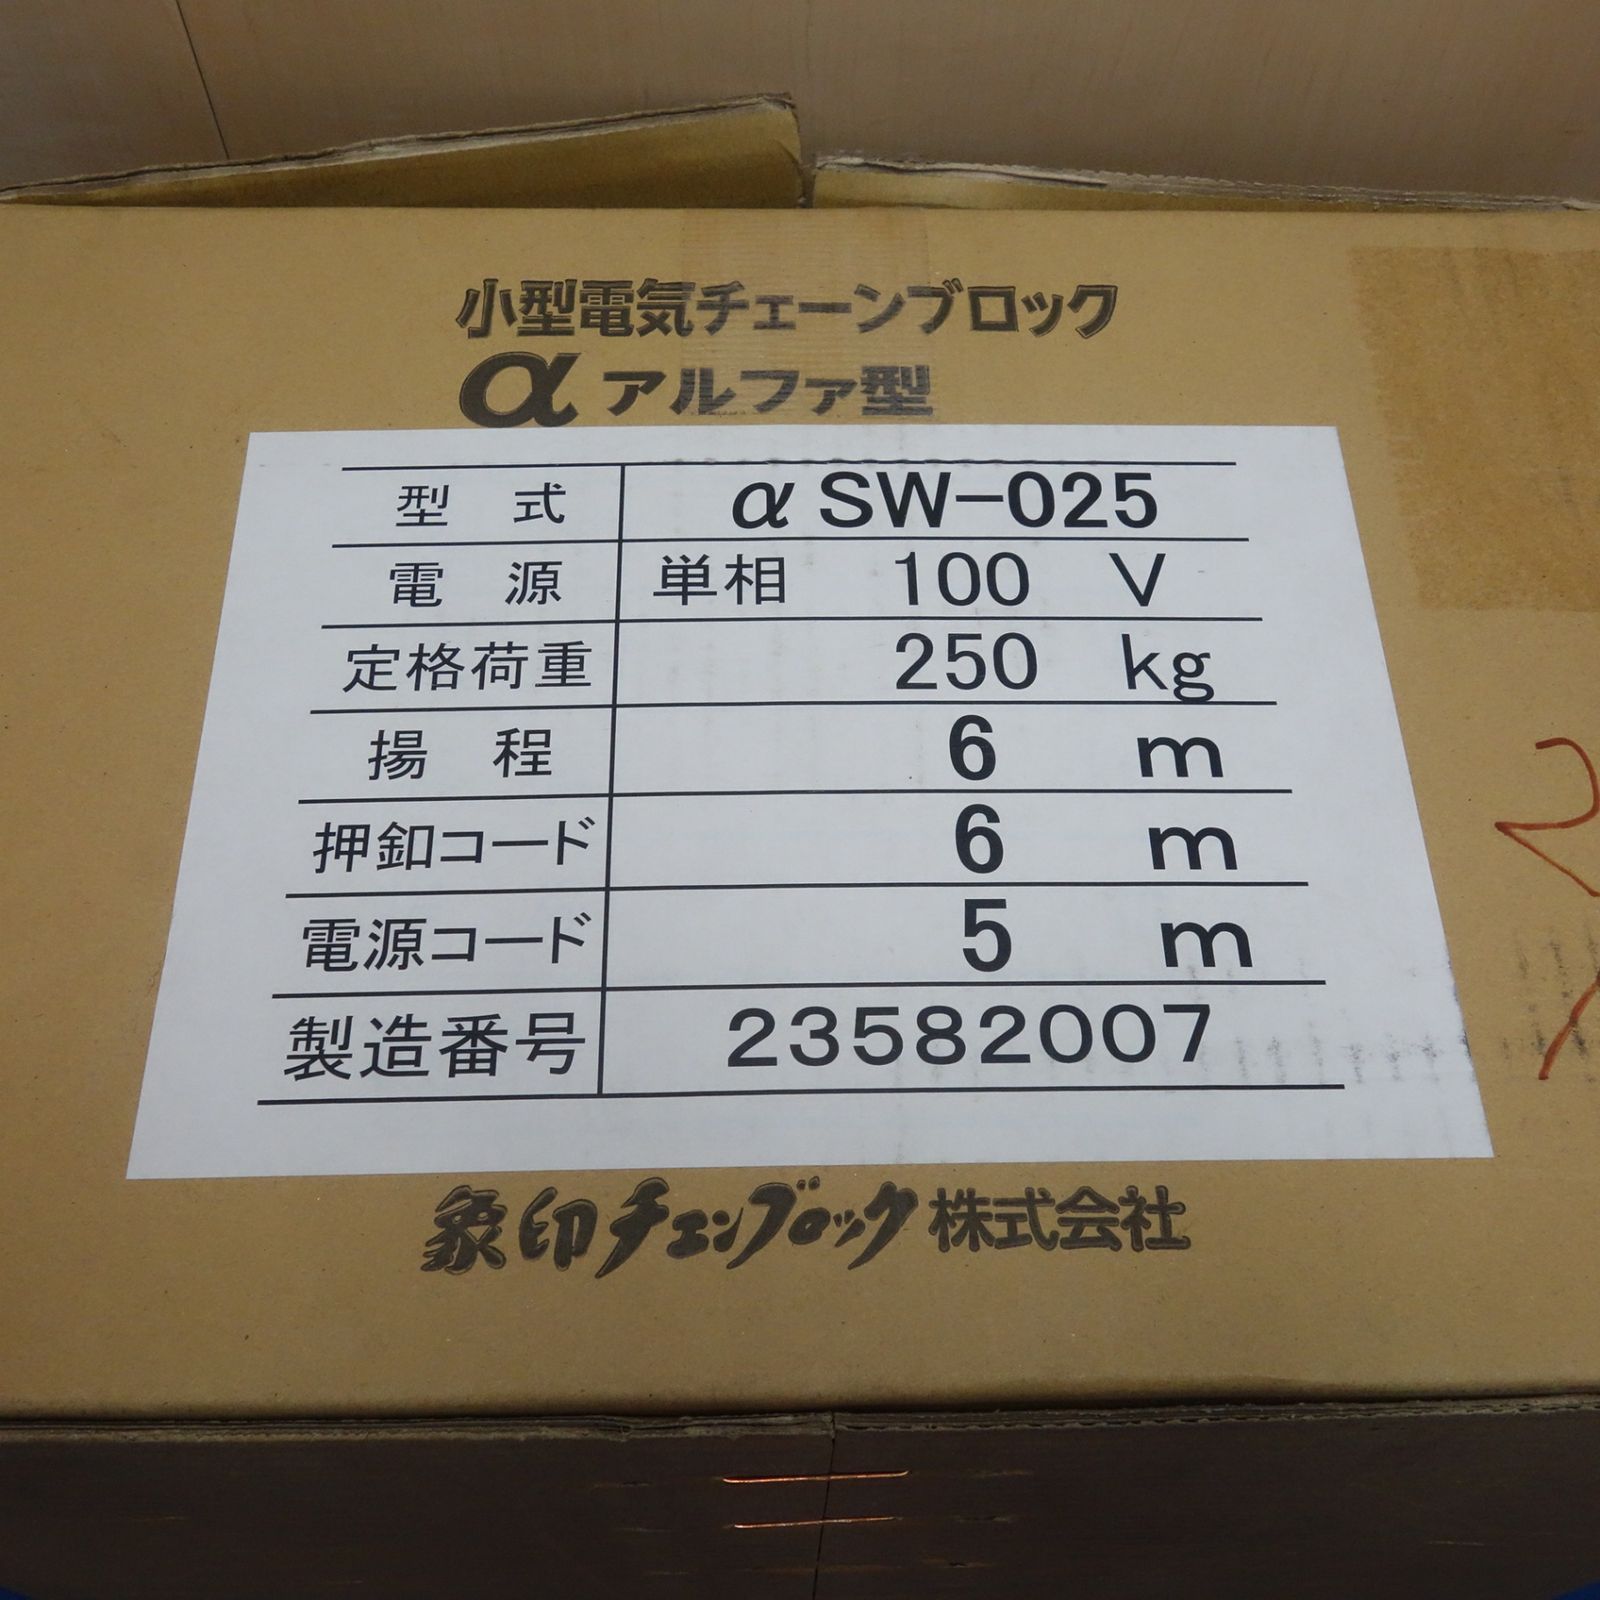 小型電気チェーンブロック
α アルファ型
型式 αSW-025
電源 単相 100 V
定格荷重 250 kg
揚程 6 m
押釦コード 6 m
電源コード 5 m
製造番号 23582007
象印チェンブロック株式会社